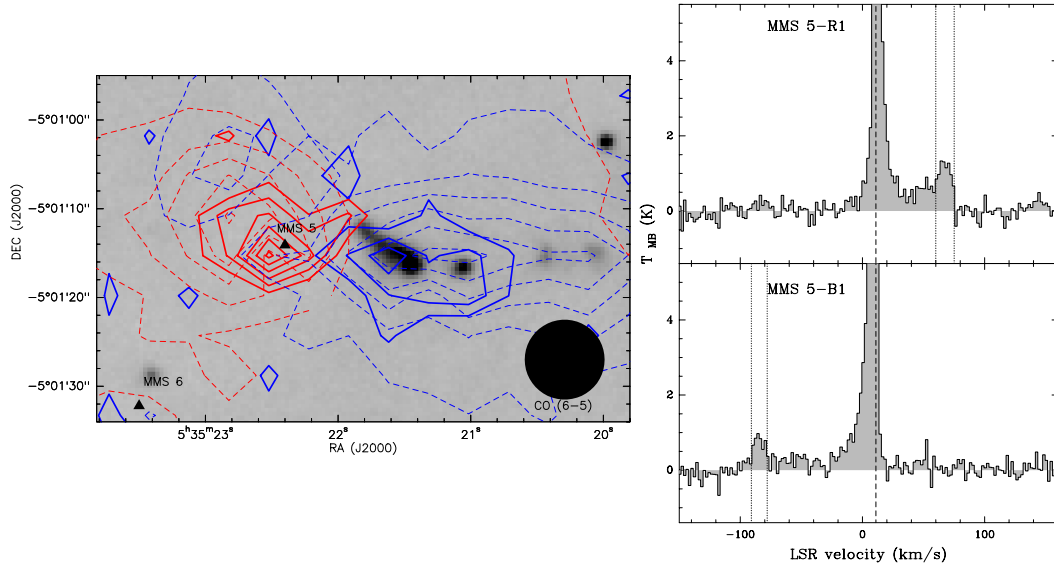 DEC (J2000)
-5°01'00"
-5°01'10"
-5°01'20"
-5°01'30"
MMS 5
MMS 6
CO (6-5)
5ʰ35ᵐ23ˢ
22ˢ
21ˢ
20ˢ
RA (J2000)
MMS 5-R1
4
2
0
T MB (K)
MMS 5-B1
4
2
0
-100
0
100
LSR velocity (km/s)